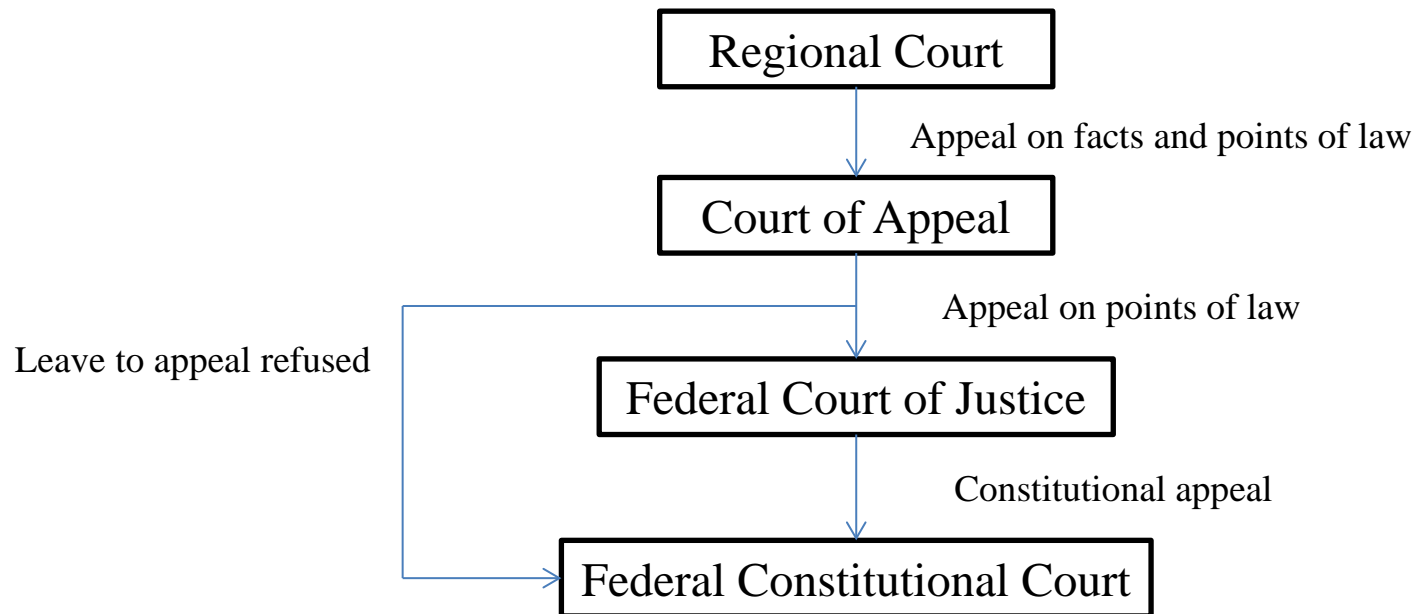 Regional Court
Appeal on facts and points of law
Court of Appeal
Appeal on points of law
Leave to appeal refused
Federal Court of Justice
Constitutional appeal
Federal Constitutional Court